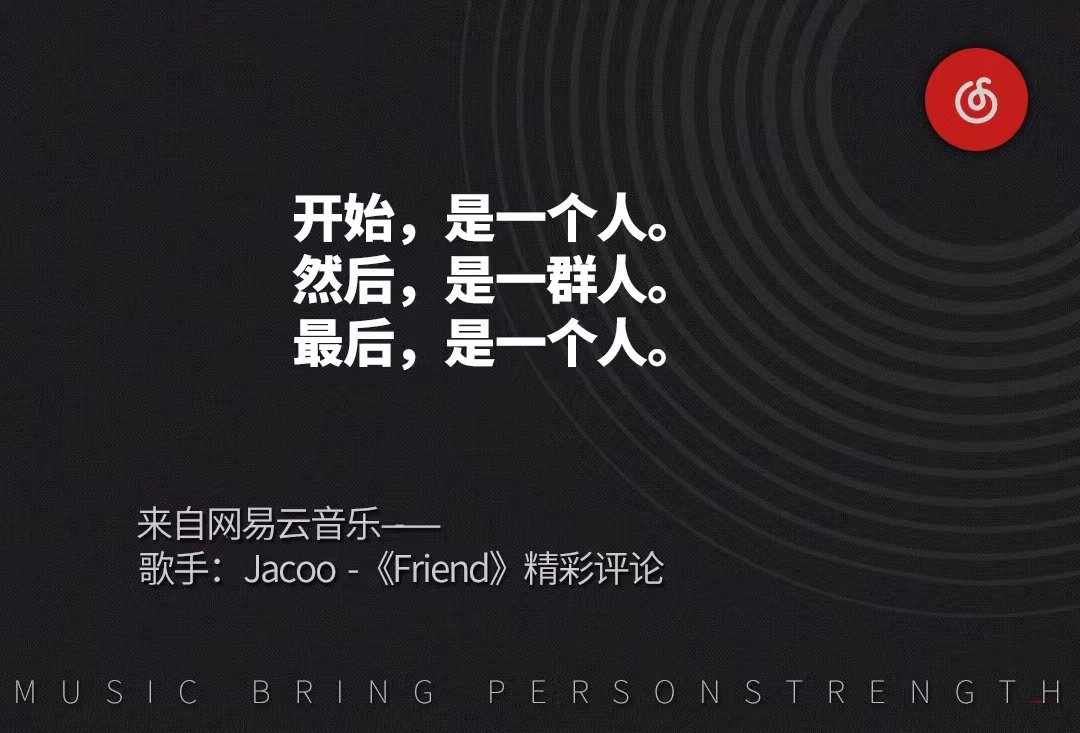 开始，是一个人。
然后，是一群人。
最后，是一个人。
来自网易云音乐——
歌手：Jacoo -《Friend》精彩评论
MUSIC BRING PERSONSTRENGTH